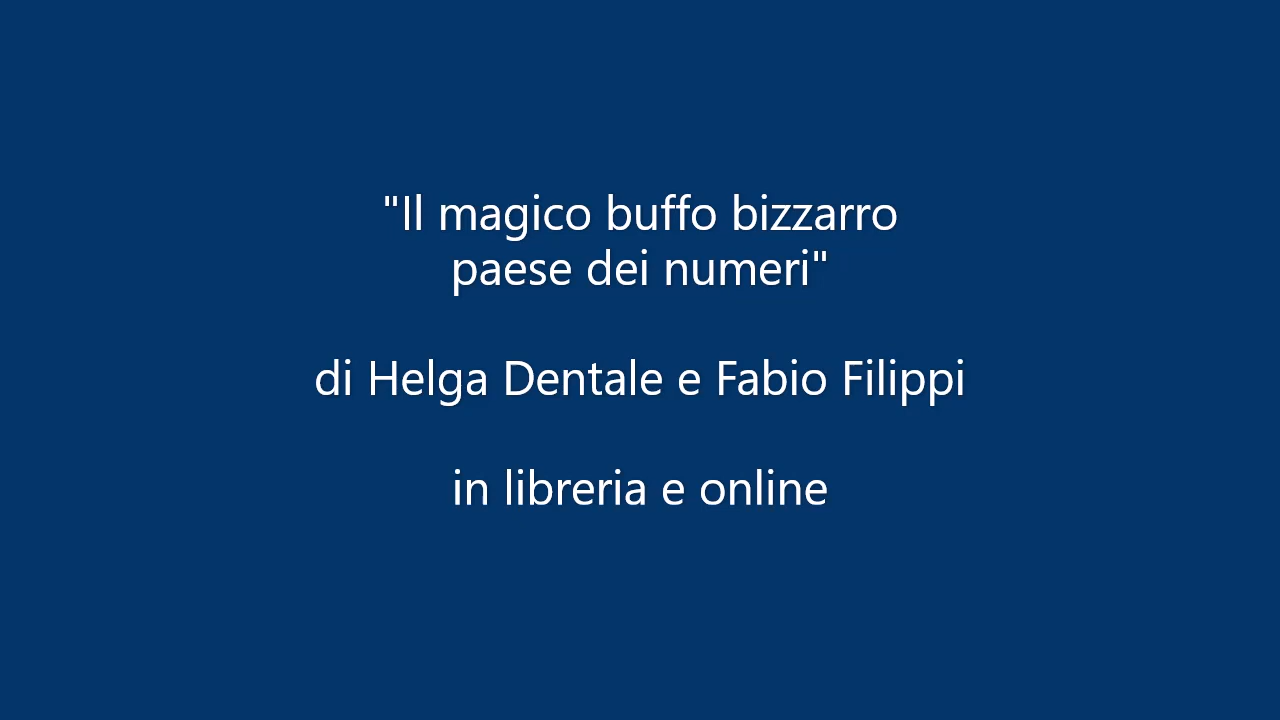 "Il magico buffo bizzarro
paese dei numeri"
di Helga Dentale e Fabio Filippi
in libreria e online